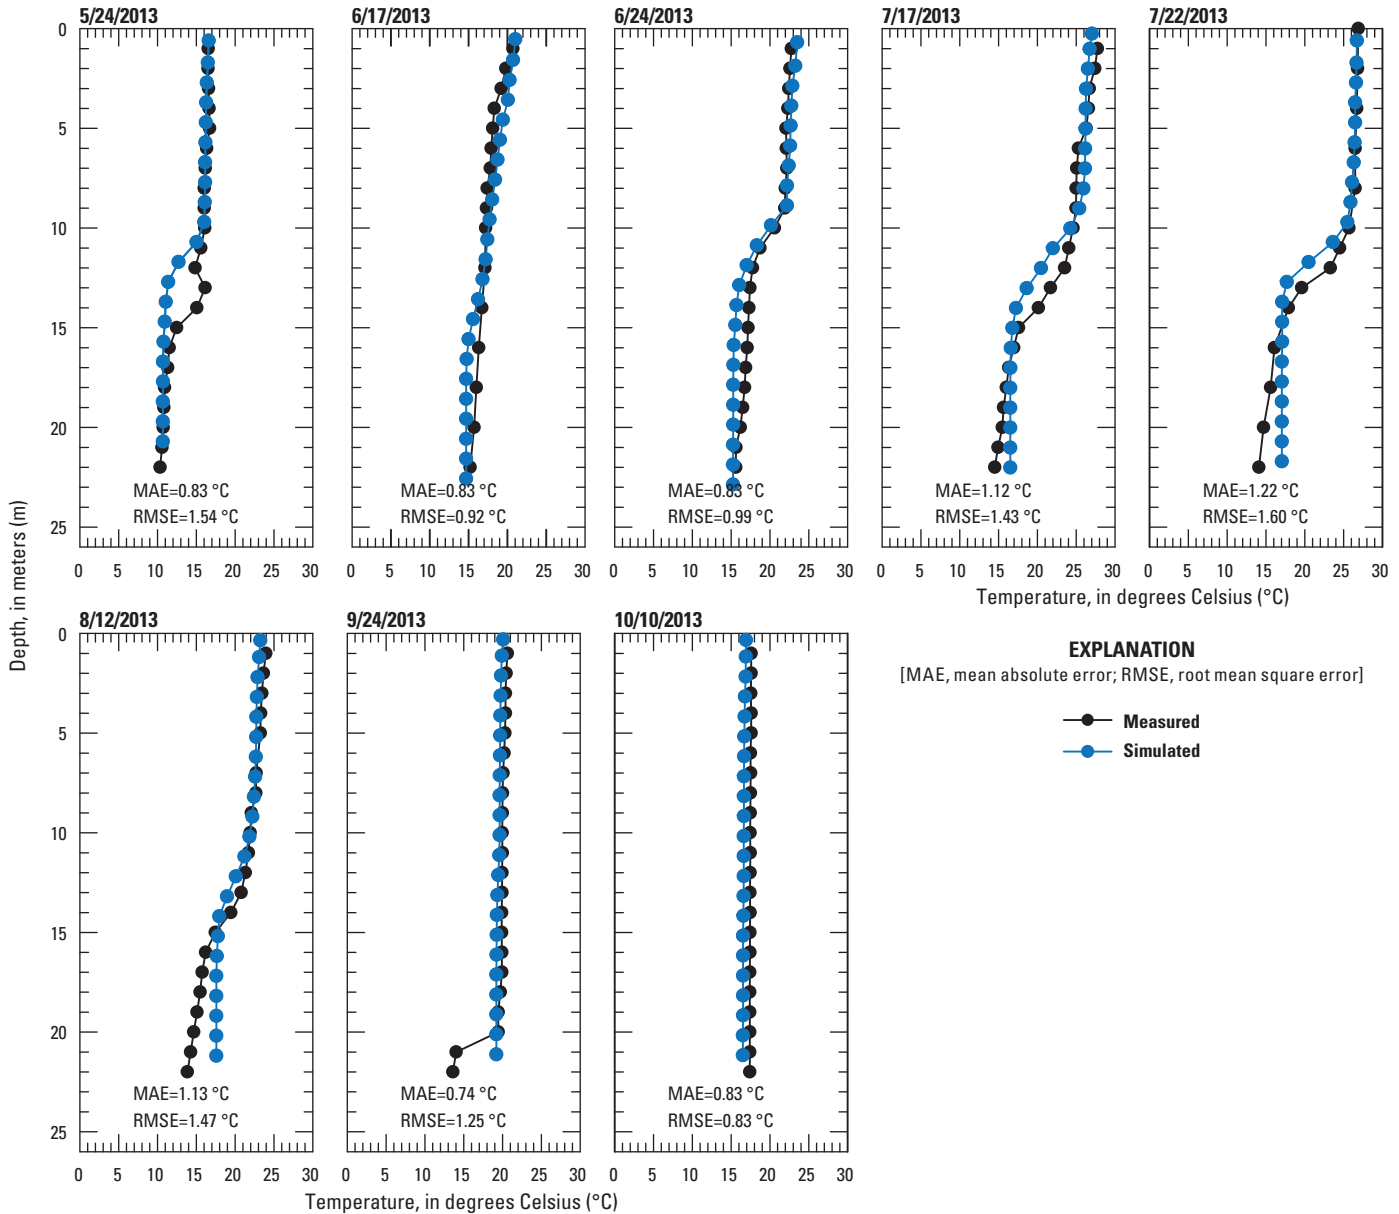 5/24/2013 6/17/2013 6/24/2013 7/17/2013 7/22/2013
0
5
10
15
20
25
MAE=0.83 °C MAE=0.83 °C MAE=0.83 °C MAE=1.12 °C MAE=1.22 °C
RMSE=1.54 °C RMSE=0.92 °C RMSE=0.99 °C RMSE=1.43 °C RMSE=1.60 °C
0 5 10 15 20 25 30 0 5 10 15 20 25 30 0 5 10 15 20 25 30 0 5 10 15 20 25 30 0 5 10 15 20 25 30
Temperature, in degrees Celsius (°C)
Depth, in meters (m)
8/12/2013 9/24/2013 10/10/2013
0
5
10
15
20
25
MAE=1.13 °C MAE=0.74 °C MAE=0.83 °C
RMSE=1.47 °C RMSE=1.25 °C RMSE=0.83 °C
0 5 10 15 20 25 30 0 5 10 15 20 25 30 0 5 10 15 20 25 30
Temperature, in degrees Celsius (°C)
EXPLANATION
[MAE, mean absolute error; RMSE, root mean square error]
Measured
Simulated